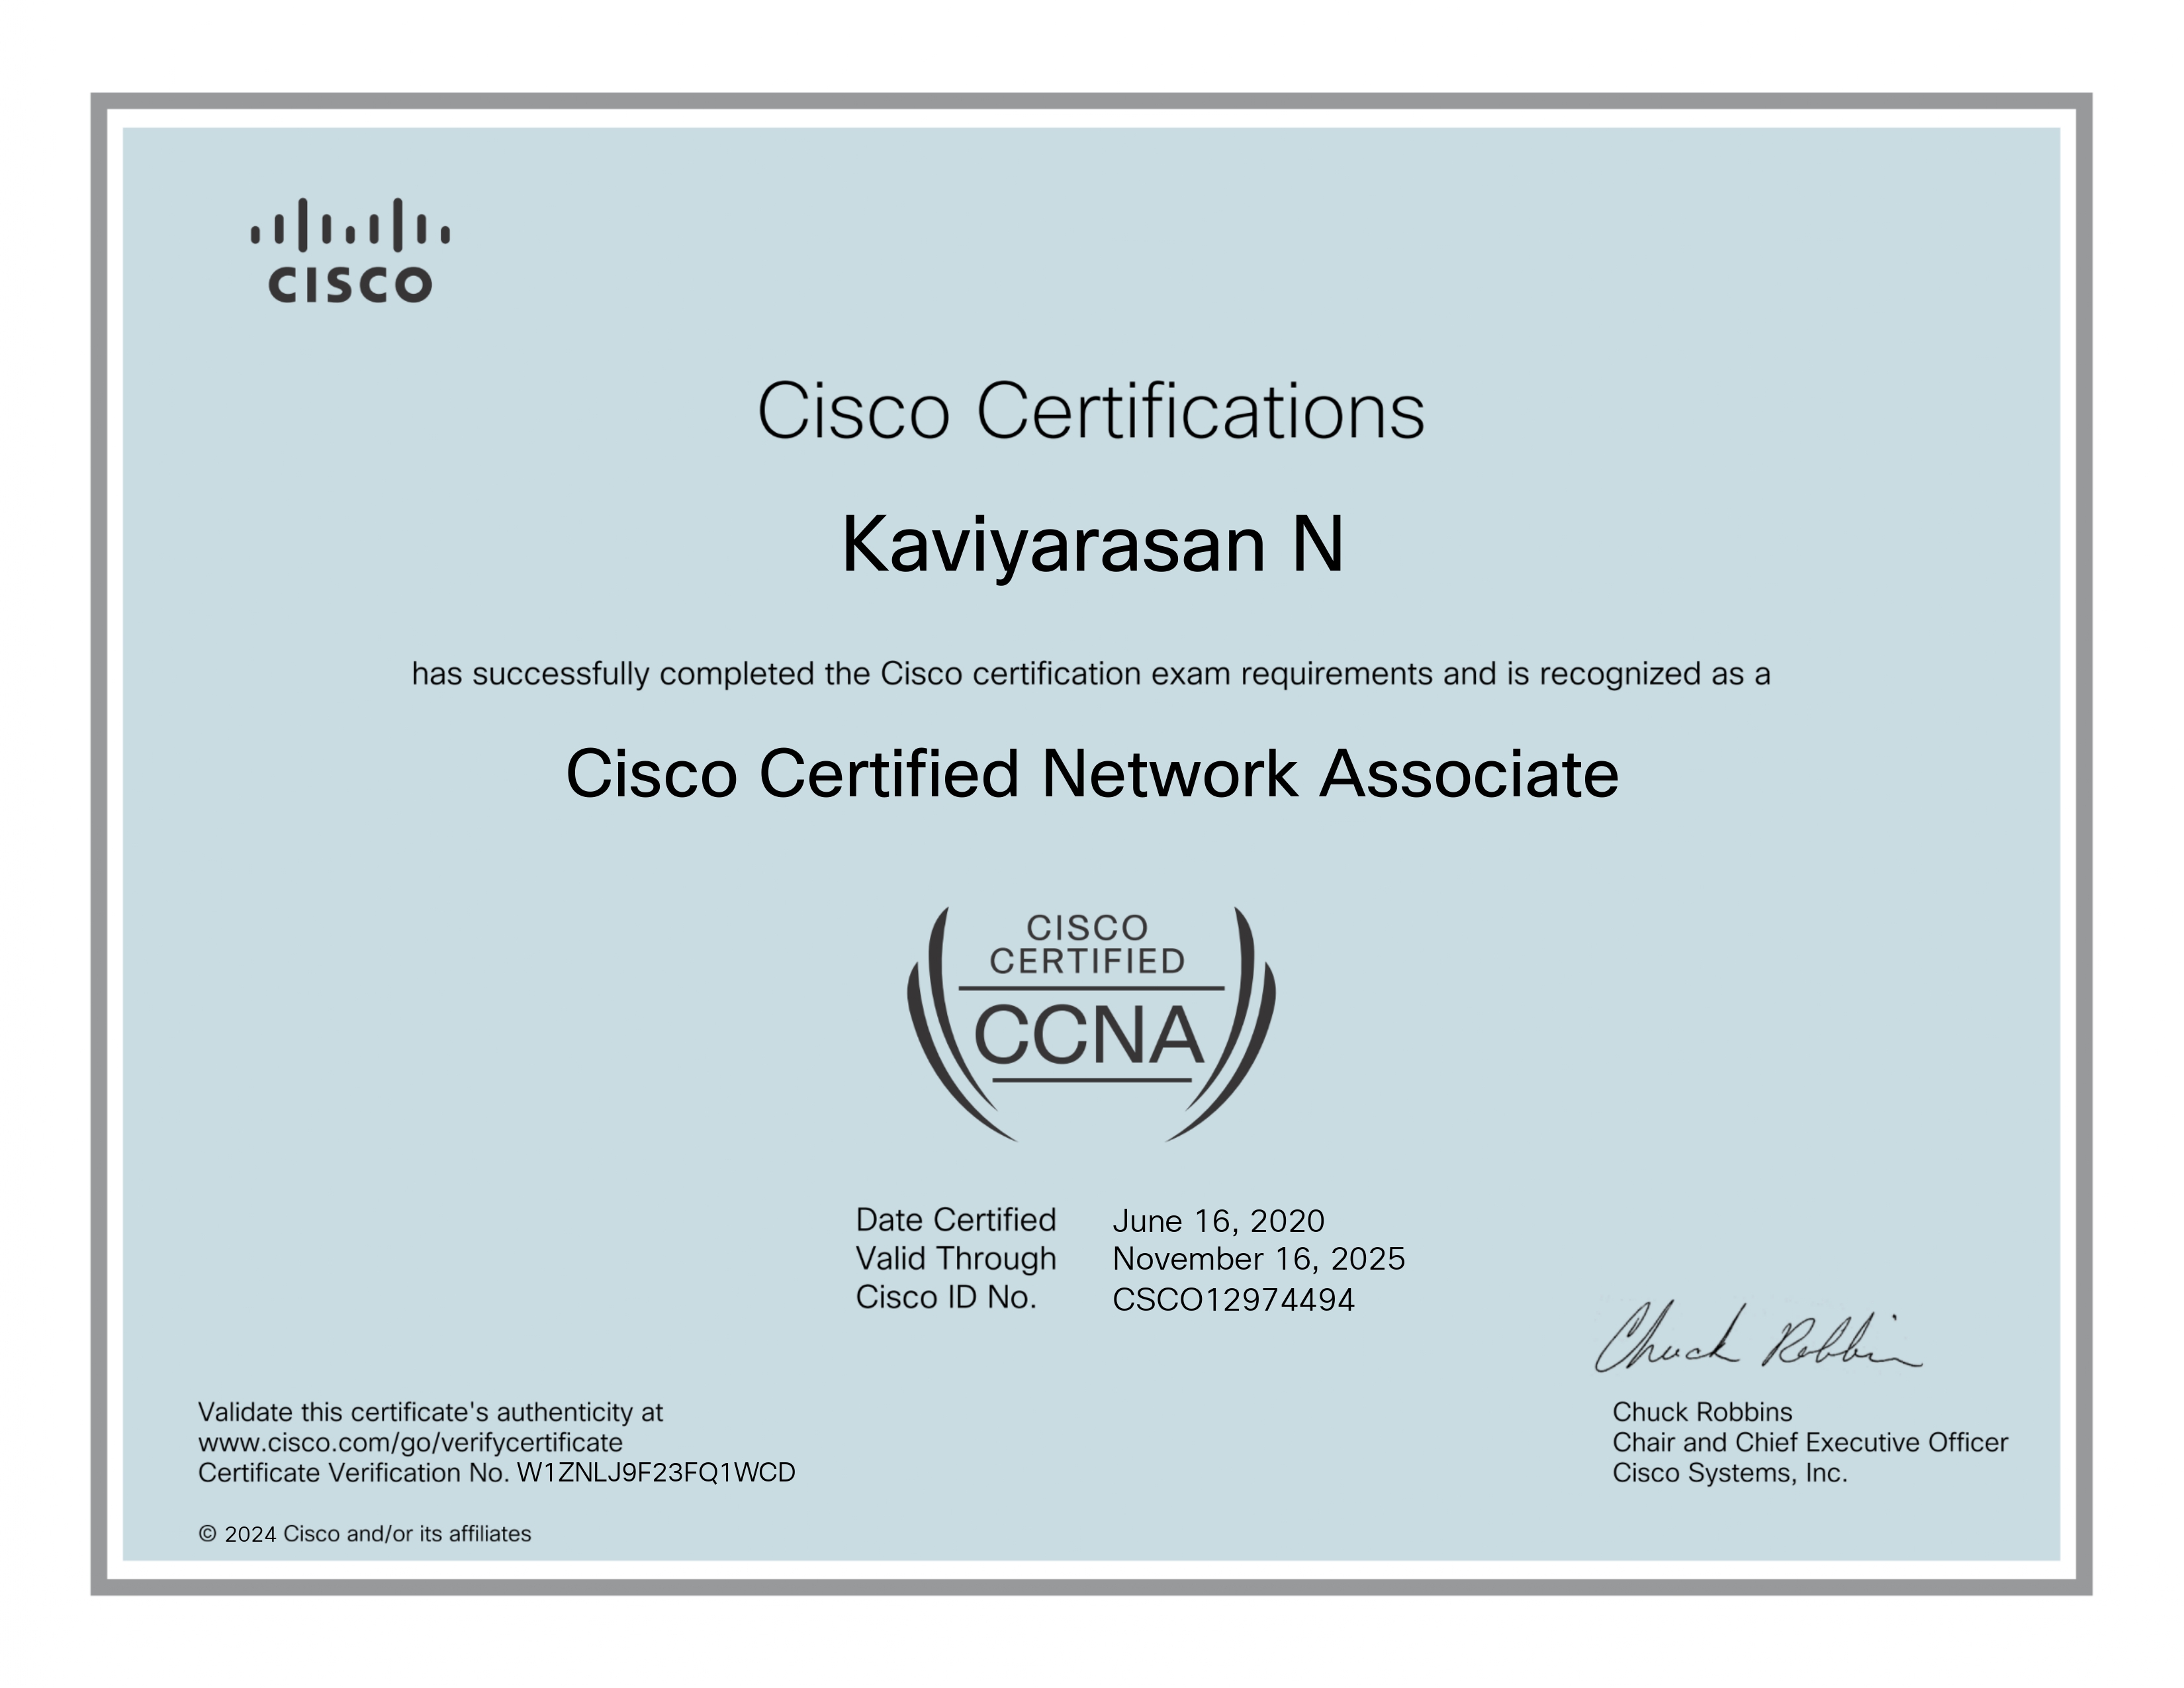 CISCO
Cisco Certifications
Kaviyarasan N
has successfully completed the Cisco certification exam requirements and is recognized as a
Cisco Certified Network Associate
CISCO
CERTIFIED
CCNA
Date Certified June 16, 2020
Valid Through November 16, 2025
Cisco ID No. CSCO12974494
Chuck Robbins
Validate this certificate's authenticity at
www.cisco.com/go/verifycertificate
Certificate Verification No. W1ZNLJ9F23FQ1WCD
Chuck Robbins
Chair and Chief Executive Officer
Cisco Systems, Inc.
© 2024 Cisco and/or its affiliates